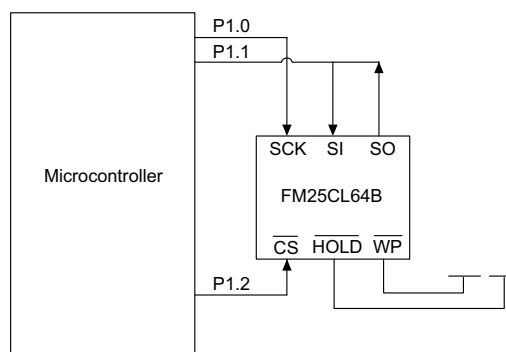 P1.0
P1.1
SCK SI SO
Microcontroller
FM25CL64B
CS HOLD WP
P1.2